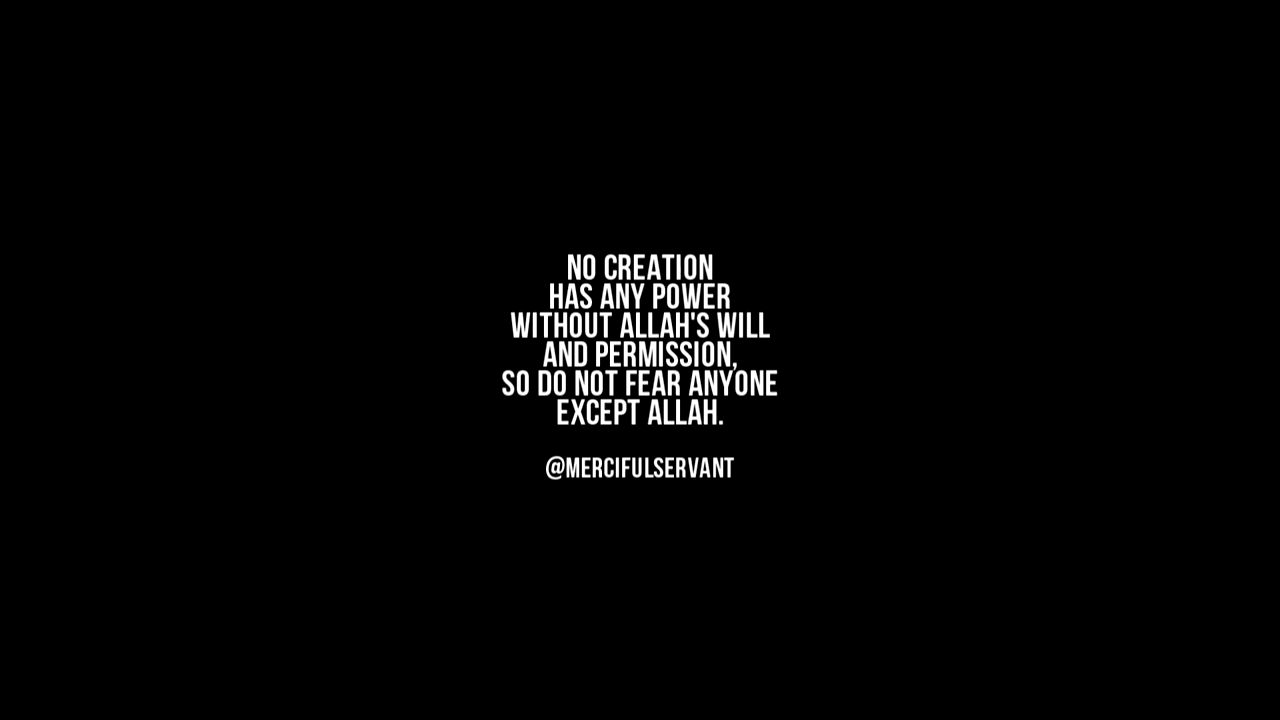 NO CREATION
HAS ANY POWER
WITHOUT ALLAH'S WILL
AND PERMISSION,
SO DO NOT FEAR ANYONE
EXCEPT ALLAH.
@MERCIFULSERVANT